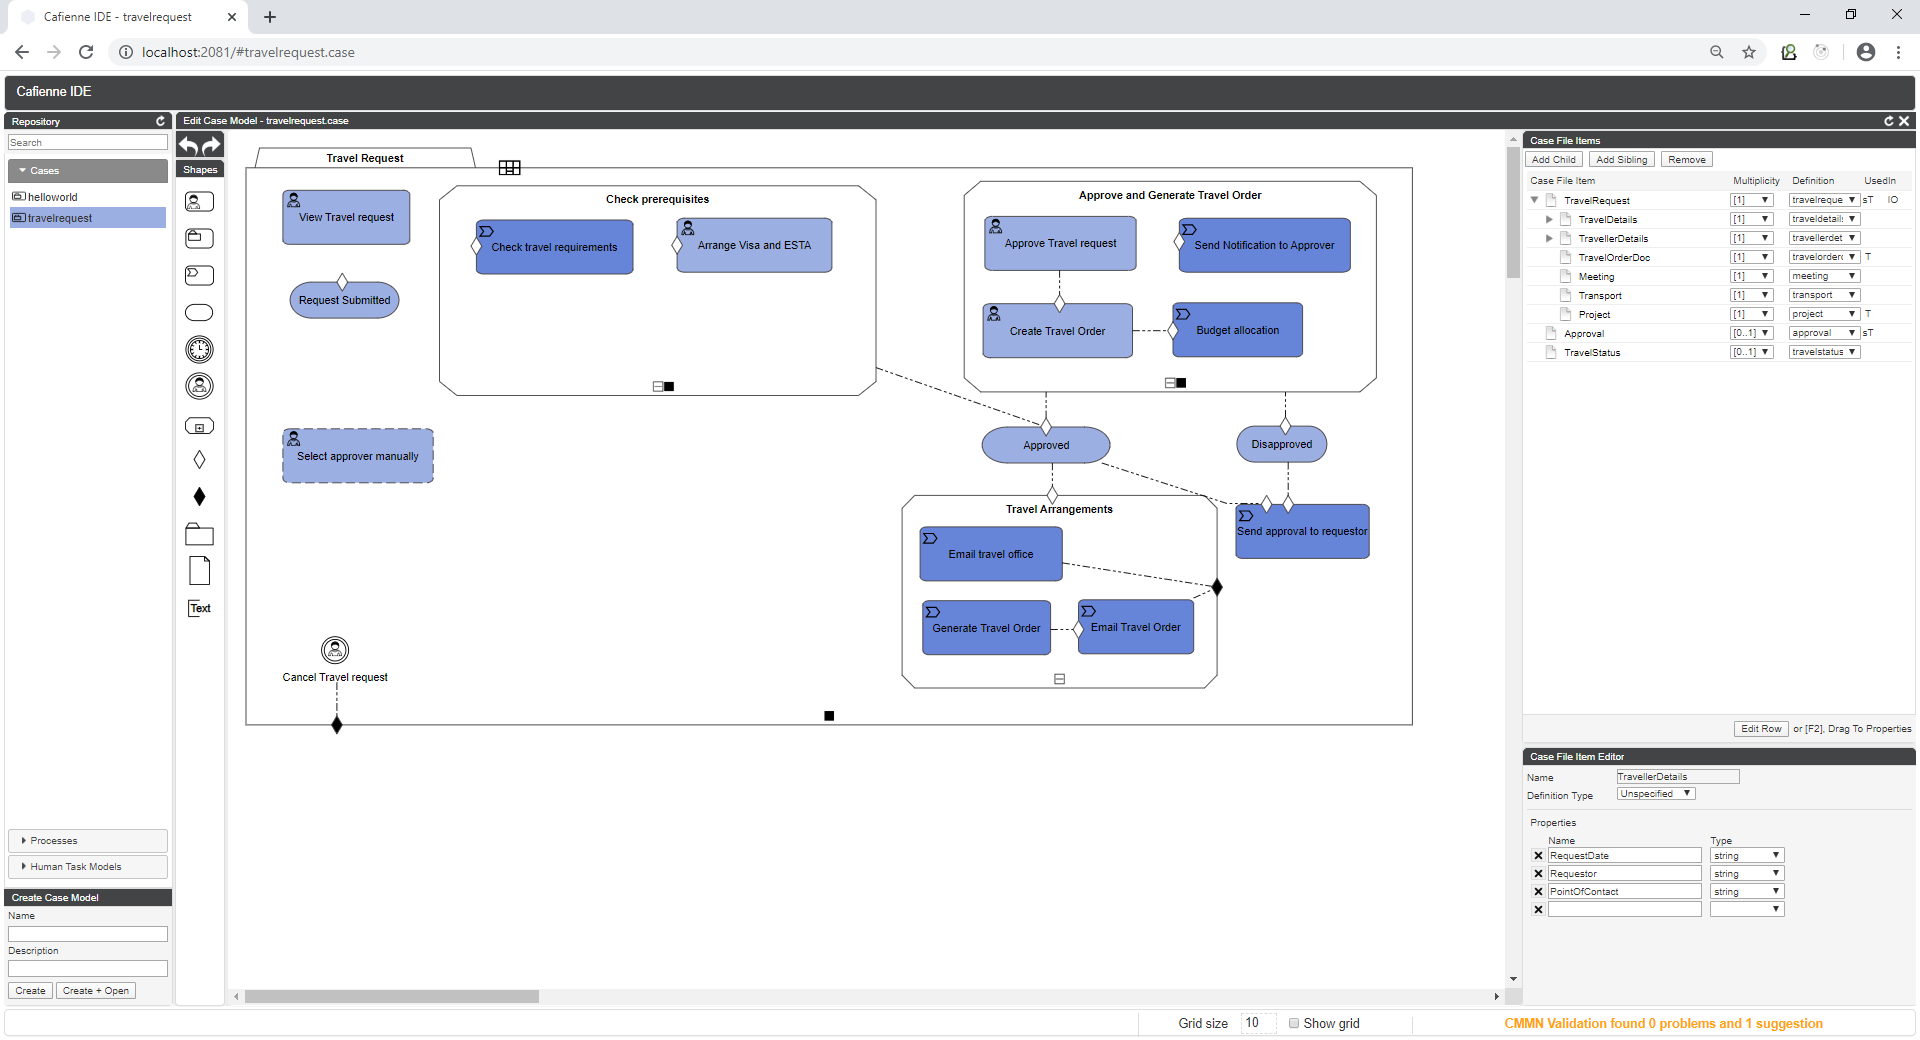 Cafienne IDE - travelrequest
localhost:2081/#travelrequest.case
Cafienne IDE
Repository
Search
Cases
helloworld
travelrequest
Processes
Human Task Models
Create Case Model
Name
Description
Create
Create + Open
Edit Case Model - travelrequest.case
Shapes
Text
Travel Request
View Travel request
Request Submitted
Select approver manually
Cancel Travel request
Check prerequisites
Check travel requirements
Arrange Visa and ESTA
Approve and Generate Travel Order
Approve Travel request
Send Notification to Approver
Create Travel Order
Budget allocation
Approved
Disapproved
Travel Arrangements
Email travel office
Generate Travel Order
Email Travel Order
Send approval to requestor
Case File Items
Add Child
Add Sibling
Remove
Case File Item Multiplicity Definition UsedIn
TravelRequest [1] travelreque sT IO
TravelDetails [1] traveldetails
TravellerDetails [1] travellerdet
TravelOrderDoc [1] travelorderd T
Meeting [1] meeting
Transport [1] transport
Project [1] project T
Approval [0..1] approval sT
TravelStatus [0..1] travelstatus
Edit Row or [F2], Drag To Properties
Case File Item Editor
Name TravellerDetails
Definition Type Unspecified
Properties
Name Type
RequestDate string
Requestor string
PointOfContact string
Grid size 10 Show grid
CMMN Validation found 0 problems and 1 suggestion